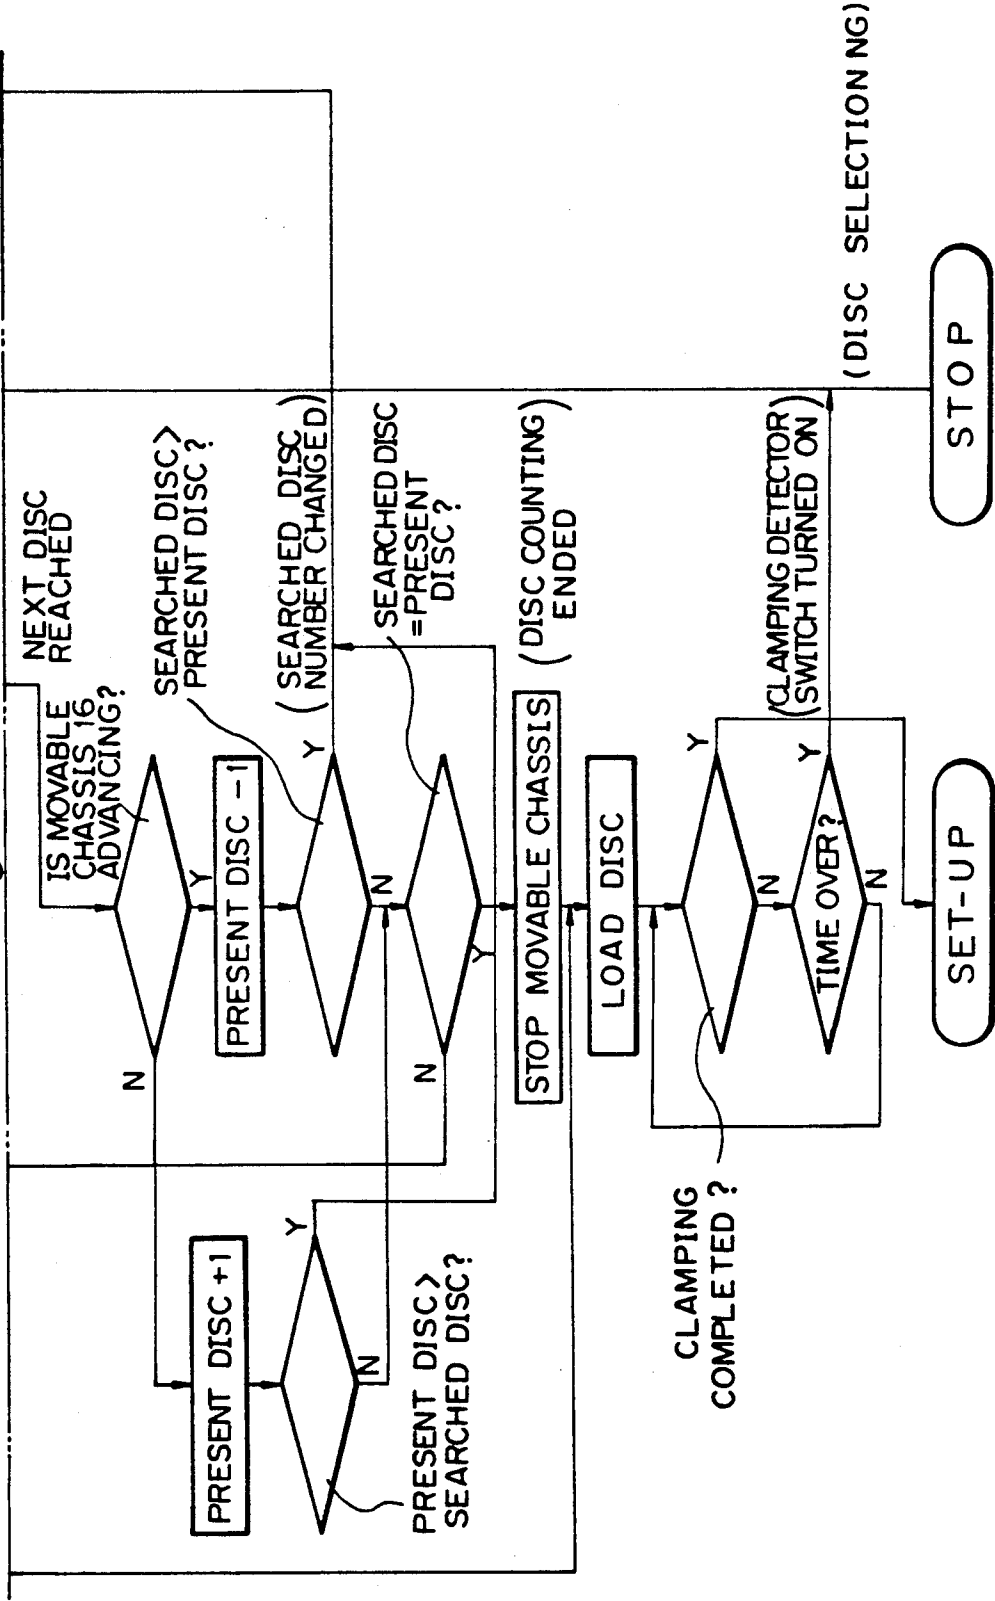 NEXT DISC
REACHED
IS MOVABLE
CHASSIS 16
ADVANCING?
N
Y
PRESENT DISC −1
SEARCHED DISC>
PRESENT DISC?
PRESENT DISC +1
Y
N
(SEARCHED DISC
NUMBER CHANGED)
Y
N
PRESENT DISC>
SEARCHED DISC?
SEARCHED DISC
=PRESENT
DISC?
N
Y
STOP MOVABLE CHASSIS
(DISC COUNTING
ENDED)
LOAD DISC
CLAMPING
COMPLETED?
Y
N
(CLAMPING DETECTOR
SWITCH TURNED ON)
TIME OVER?
Y
N
(DISC SELECTION NG)
SET-UP
STOP